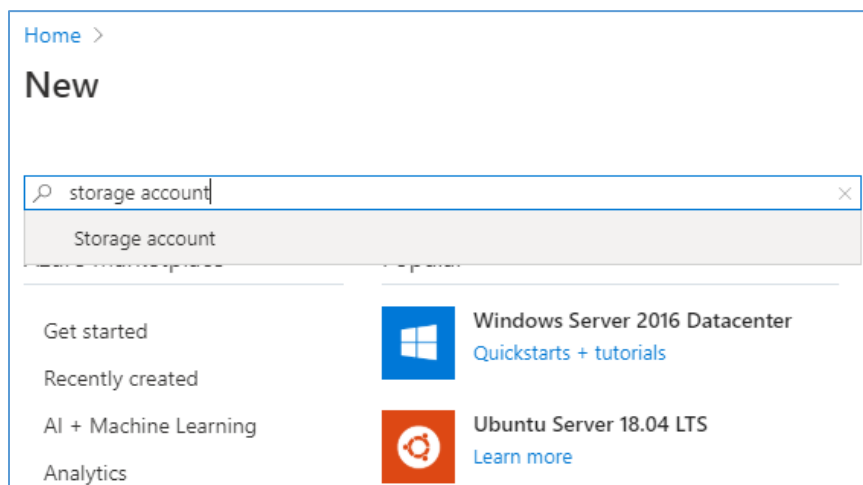 Home >
New
storage account
Storage account
Get started
Recently created
AI + Machine Learning
Analytics
Windows Server 2016 Datacenter
Quickstarts + tutorials
Ubuntu Server 18.04 LTS
Learn more